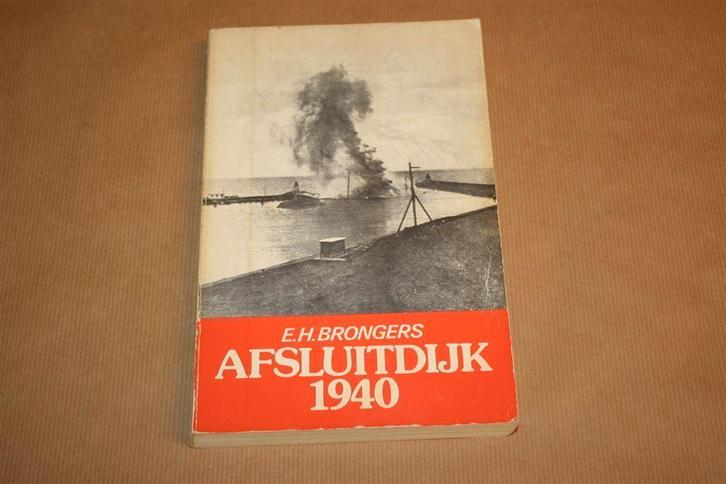 E.H. BRONGERS
AFSLUITDIJK
1940